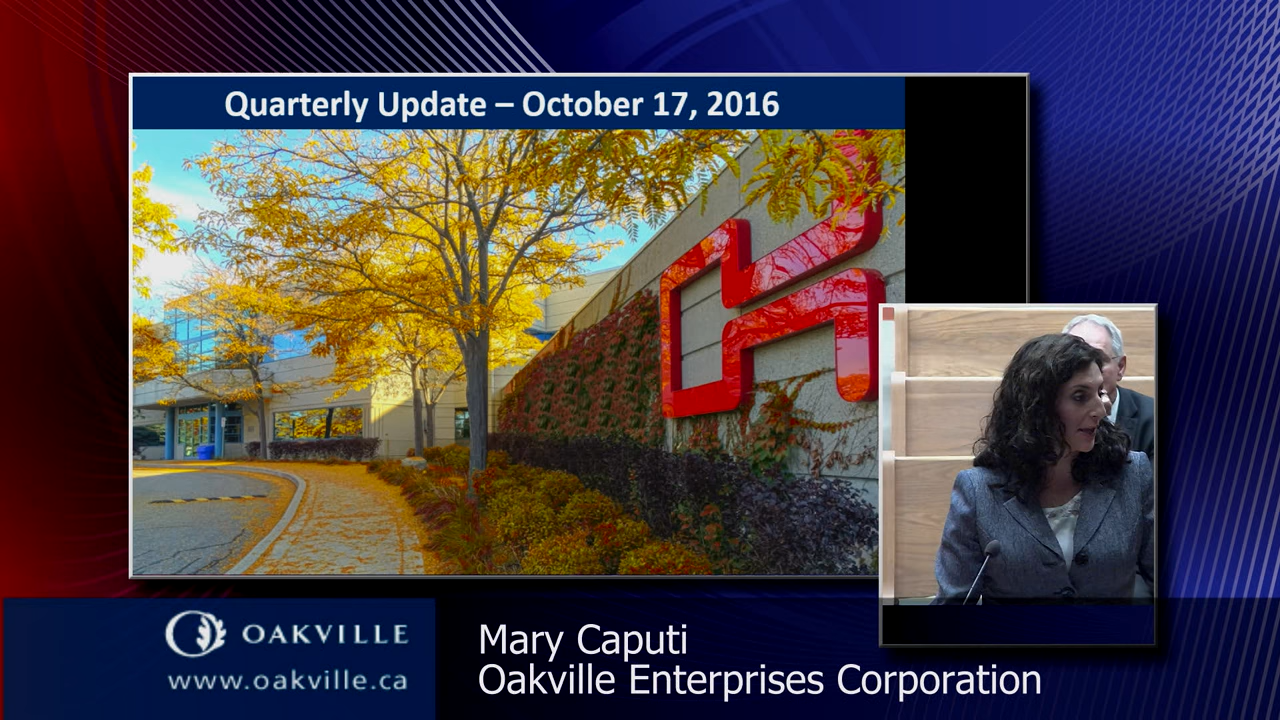 Quarterly Update – October 17, 2016
OAKVILLE
www.oakville.ca
Mary Caputi
Oakville Enterprises Corporation